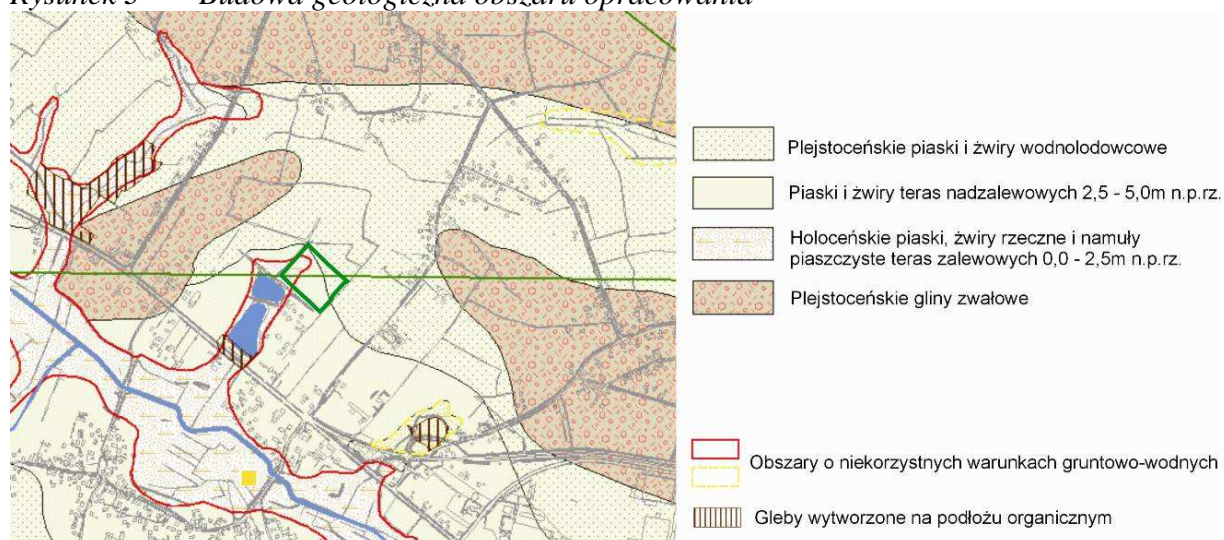 Rysunek 3 Budowa geologiczna obszaru opracowania
Plejstoceńskie piaski i żwiry wodnolodowcowe
Piaski i żwiry teras nadzalewowych 2,5 - 5,0m n.p.rz.
Holoceńskie piaski, żwiry rzeczne i namuły
piaszczyste teras zalewowych 0,0 - 2,5m n.p.rz.
Plejstoceńskie gliny zwałowe
Obszary o niekorzystnych warunkach gruntowo-wodnych
Gleby wytworzone na podłożu organicznym